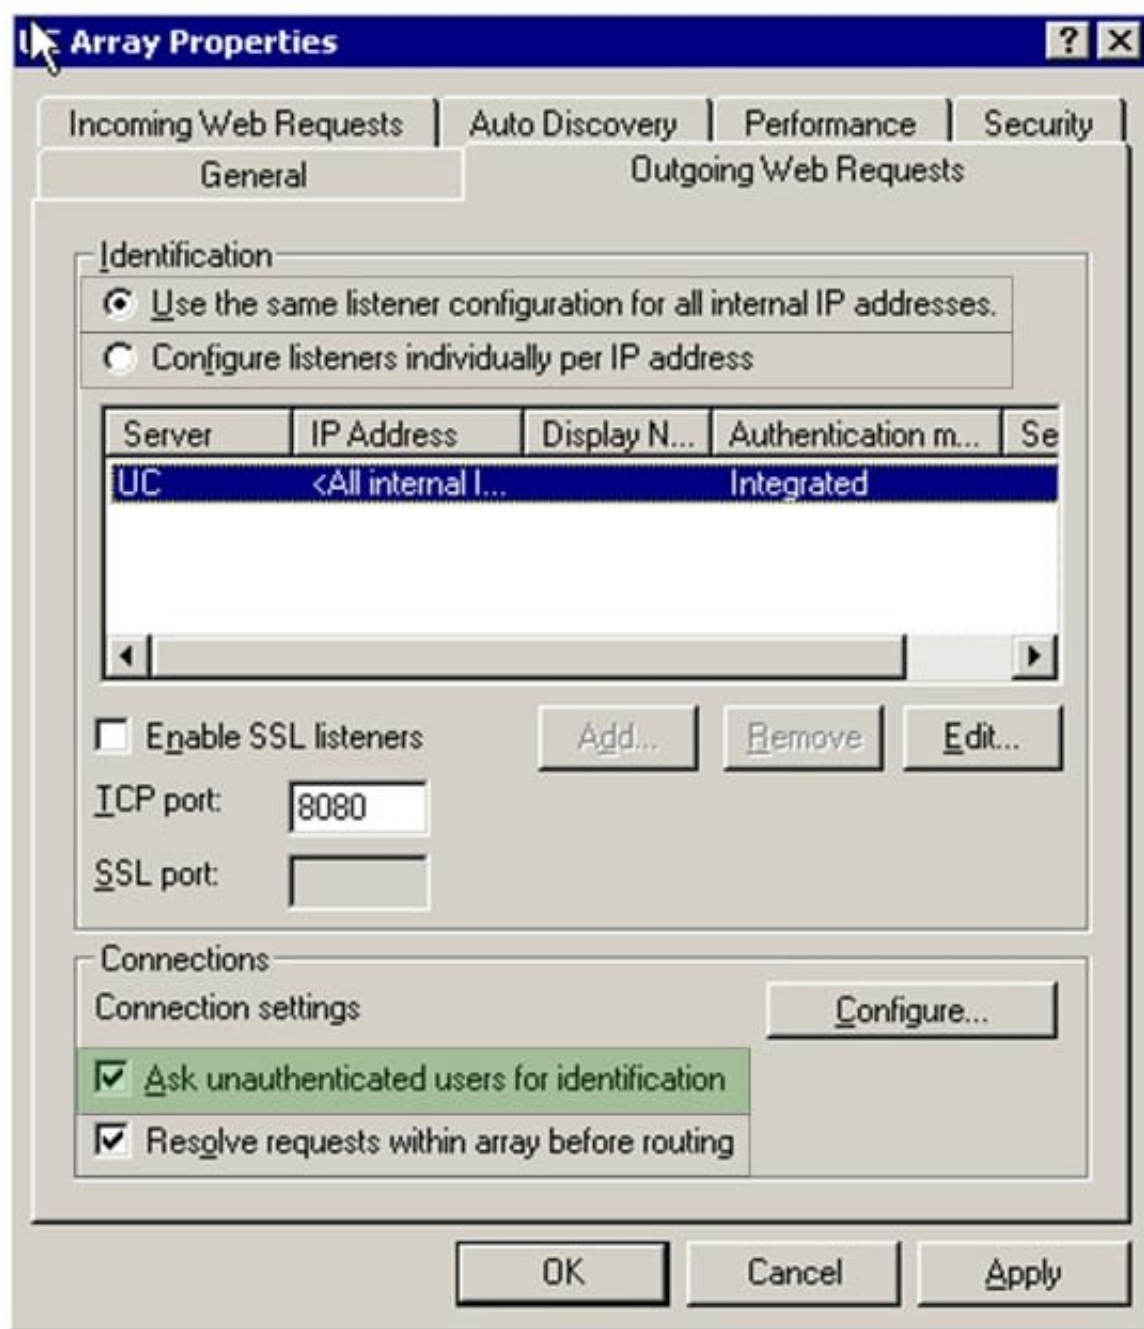 Array Properties
Incoming Web Requests Auto Discovery Performance Security
General Outgoing Web Requests
Identification
Use the same listener configuration for all internal IP addresses.
Configure listeners individually per IP address
Server IP Address Display N... Authentication m... Se
UC <All internal I... Integrated
Enable SSL listeners Add... Remove Edit...
TCP port: 8080
SSL port:
Connections
Connection settings Configure...
Ask unauthenticated users for identification
Resolve requests within array before routing
OK Cancel Apply